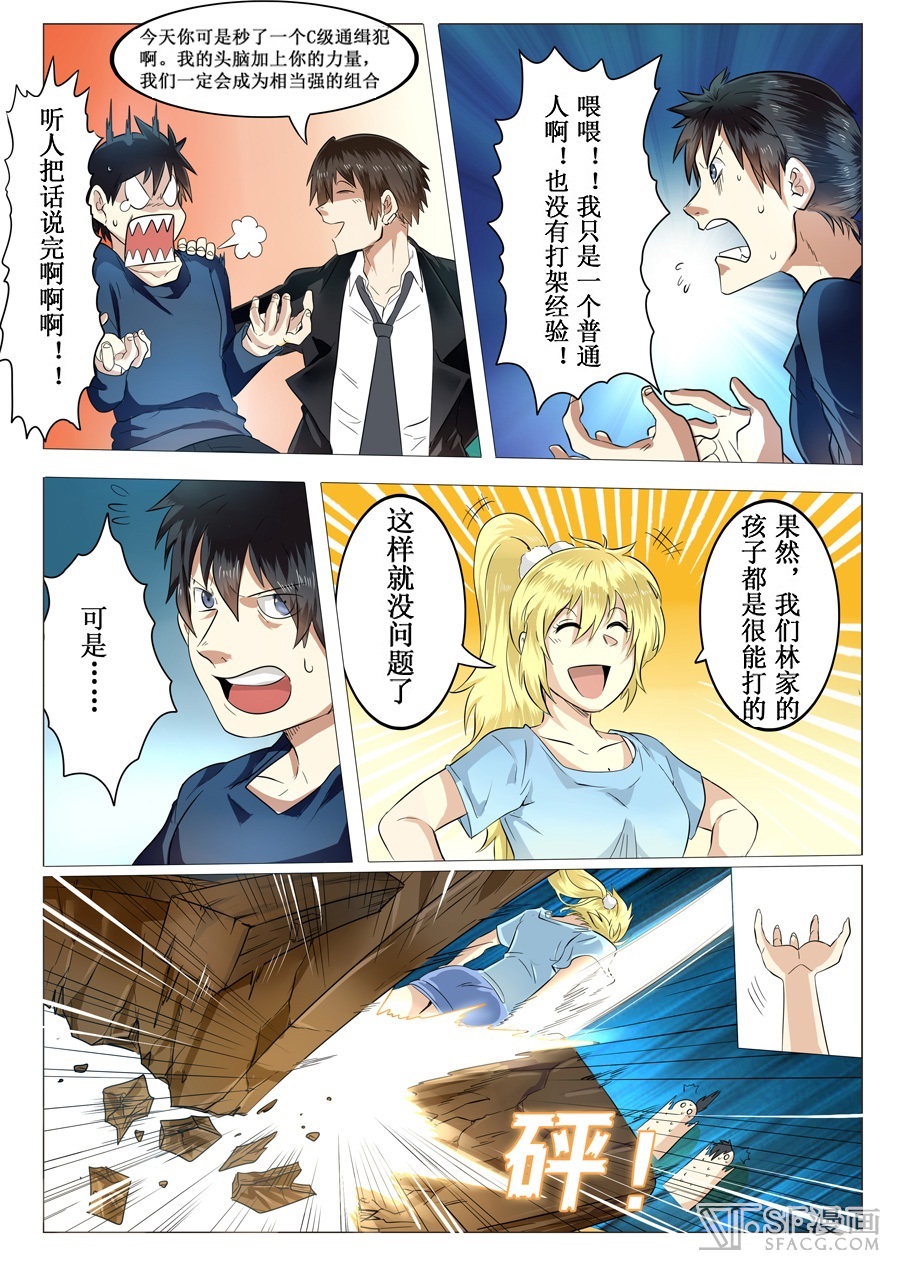 喂喂！！我只是一个普通
人啊！也没有打架经验！
今天你可是秒了一个C级通缉犯
啊。我的头脑加上你的力量，
我们一定会成为相当强的组合
听人把话说完啊啊啊！！
果然，我们林家的
孩子都是很能打的
这样就没问题了
可是……
砰！
SF漫画
SFACG.COM